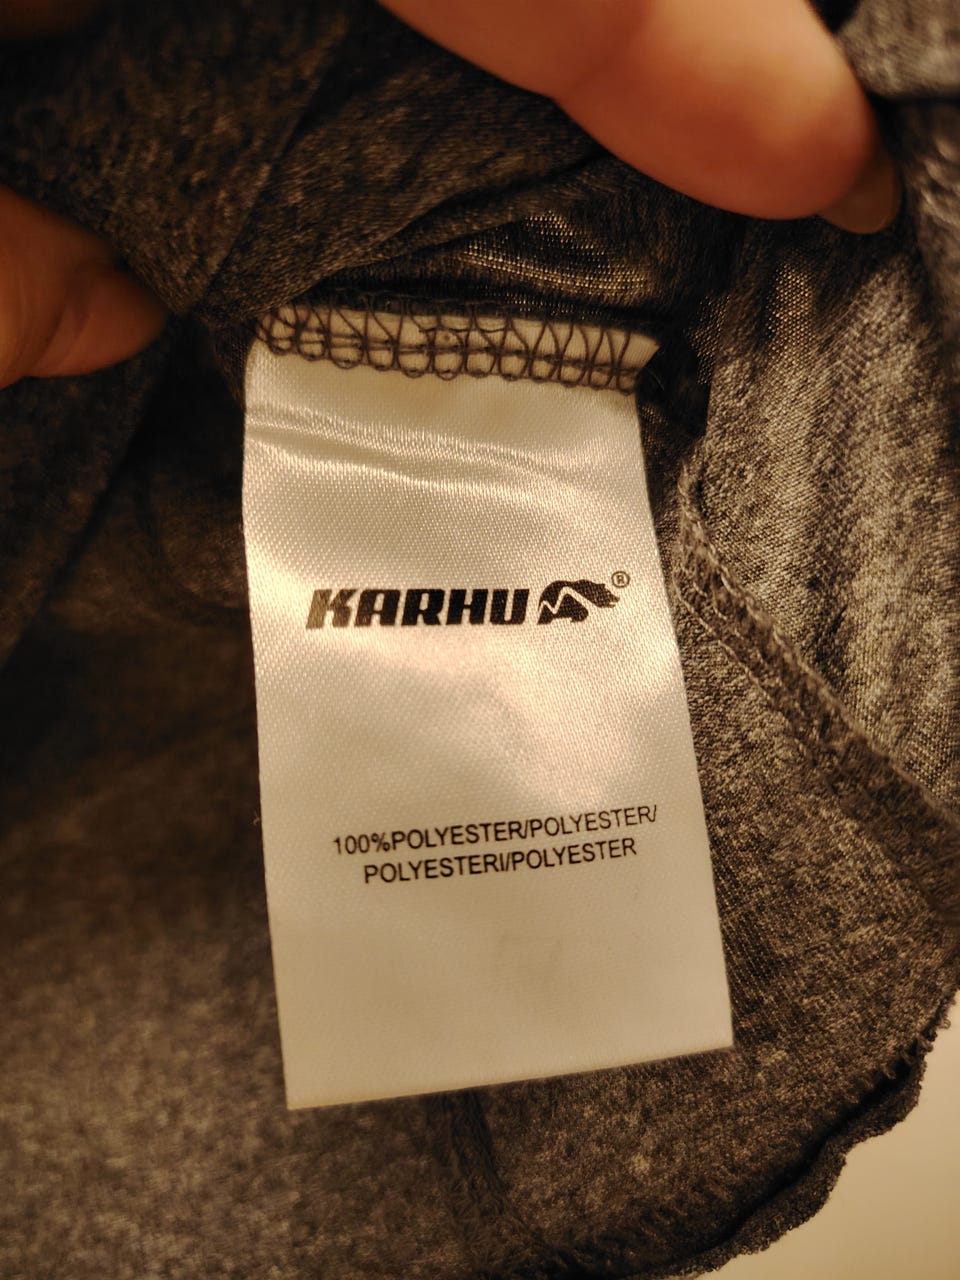 KARHU ®
100%POLYESTER/POLYESTER/
POLYESTERI/POLYESTER